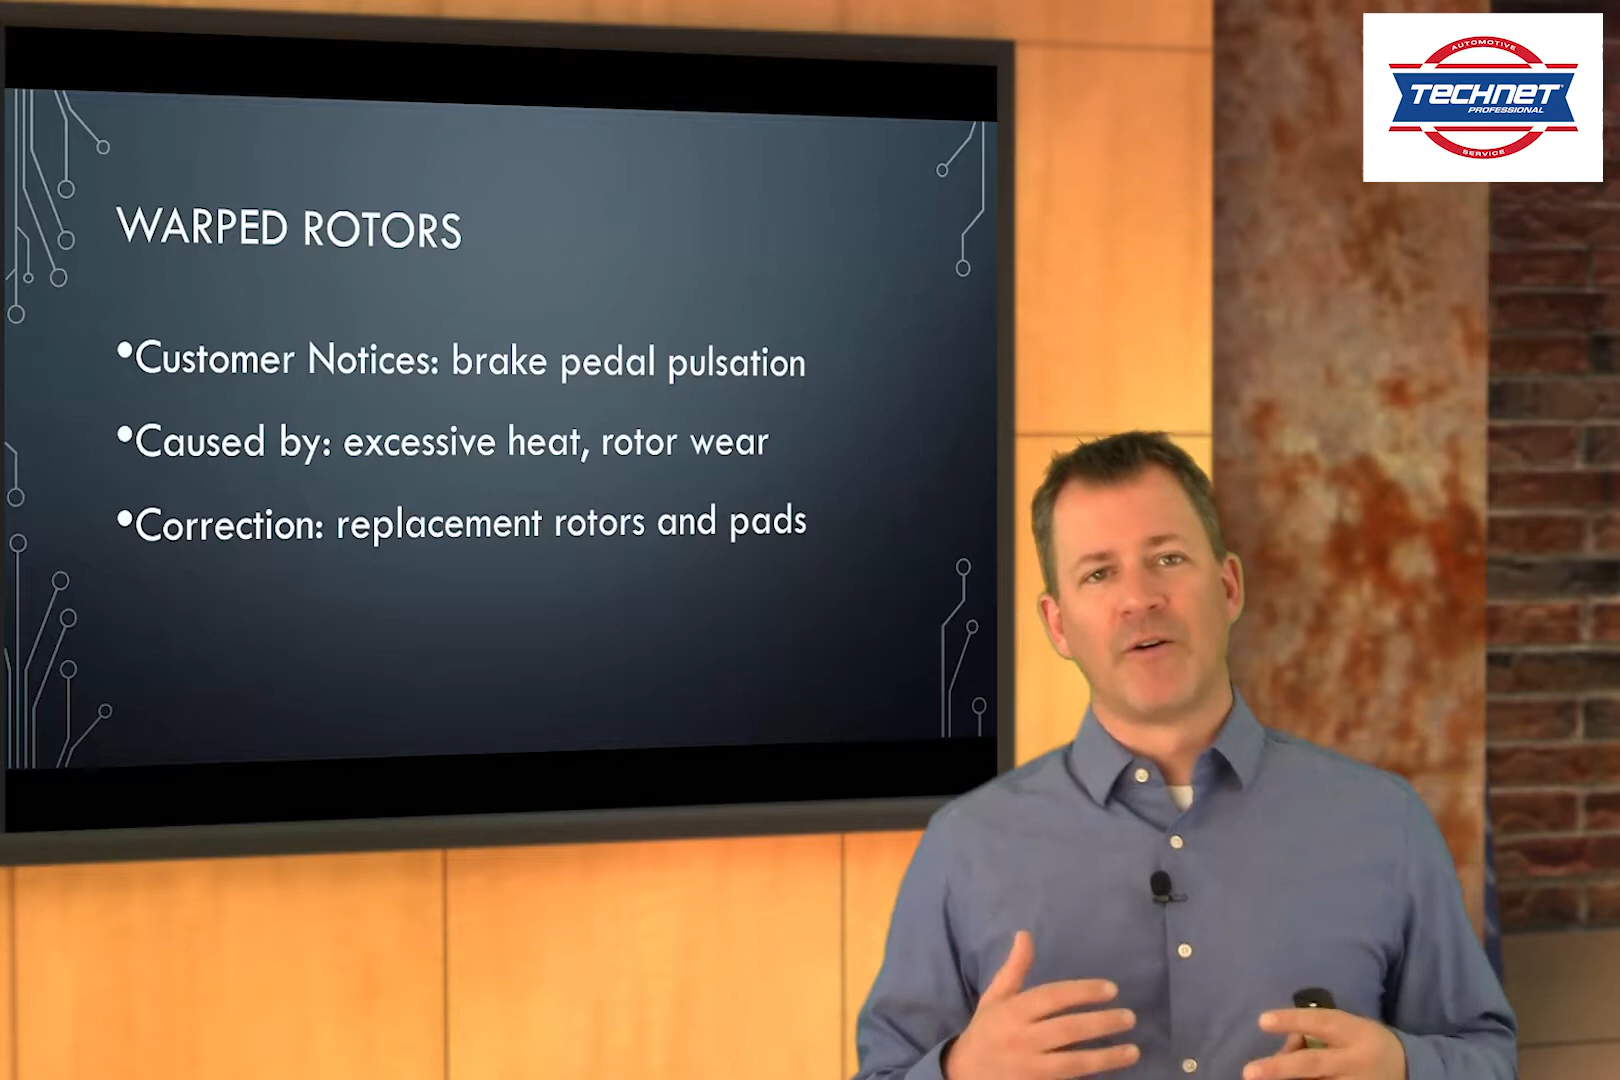 AUTOMOTIVE
TECHNET
PROFESSIONAL
SERVICE
WARPED ROTORS
•Customer Notices: brake pedal pulsation
•Caused by: excessive heat, rotor wear
•Correction: replacement rotors and pads